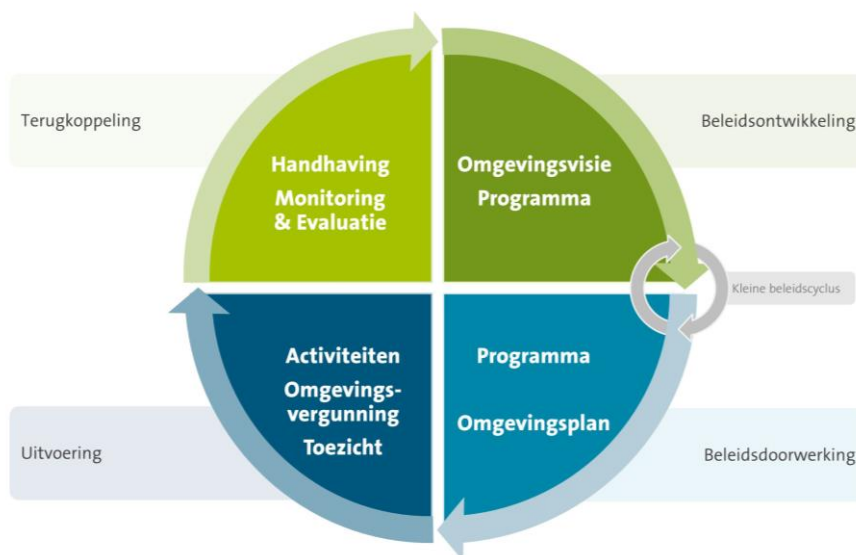 Terugkoppeling
Handhaving
Monitoring
& Evaluatie
Omgevingsvisie
Programma
Beleidsontwikkeling
Kleine beleidscyclus
Uitvoering
Activiteiten
Omgevings-
vergunning
Toezicht
Programma
Omgevingsplan
Beleidsdoorwerking